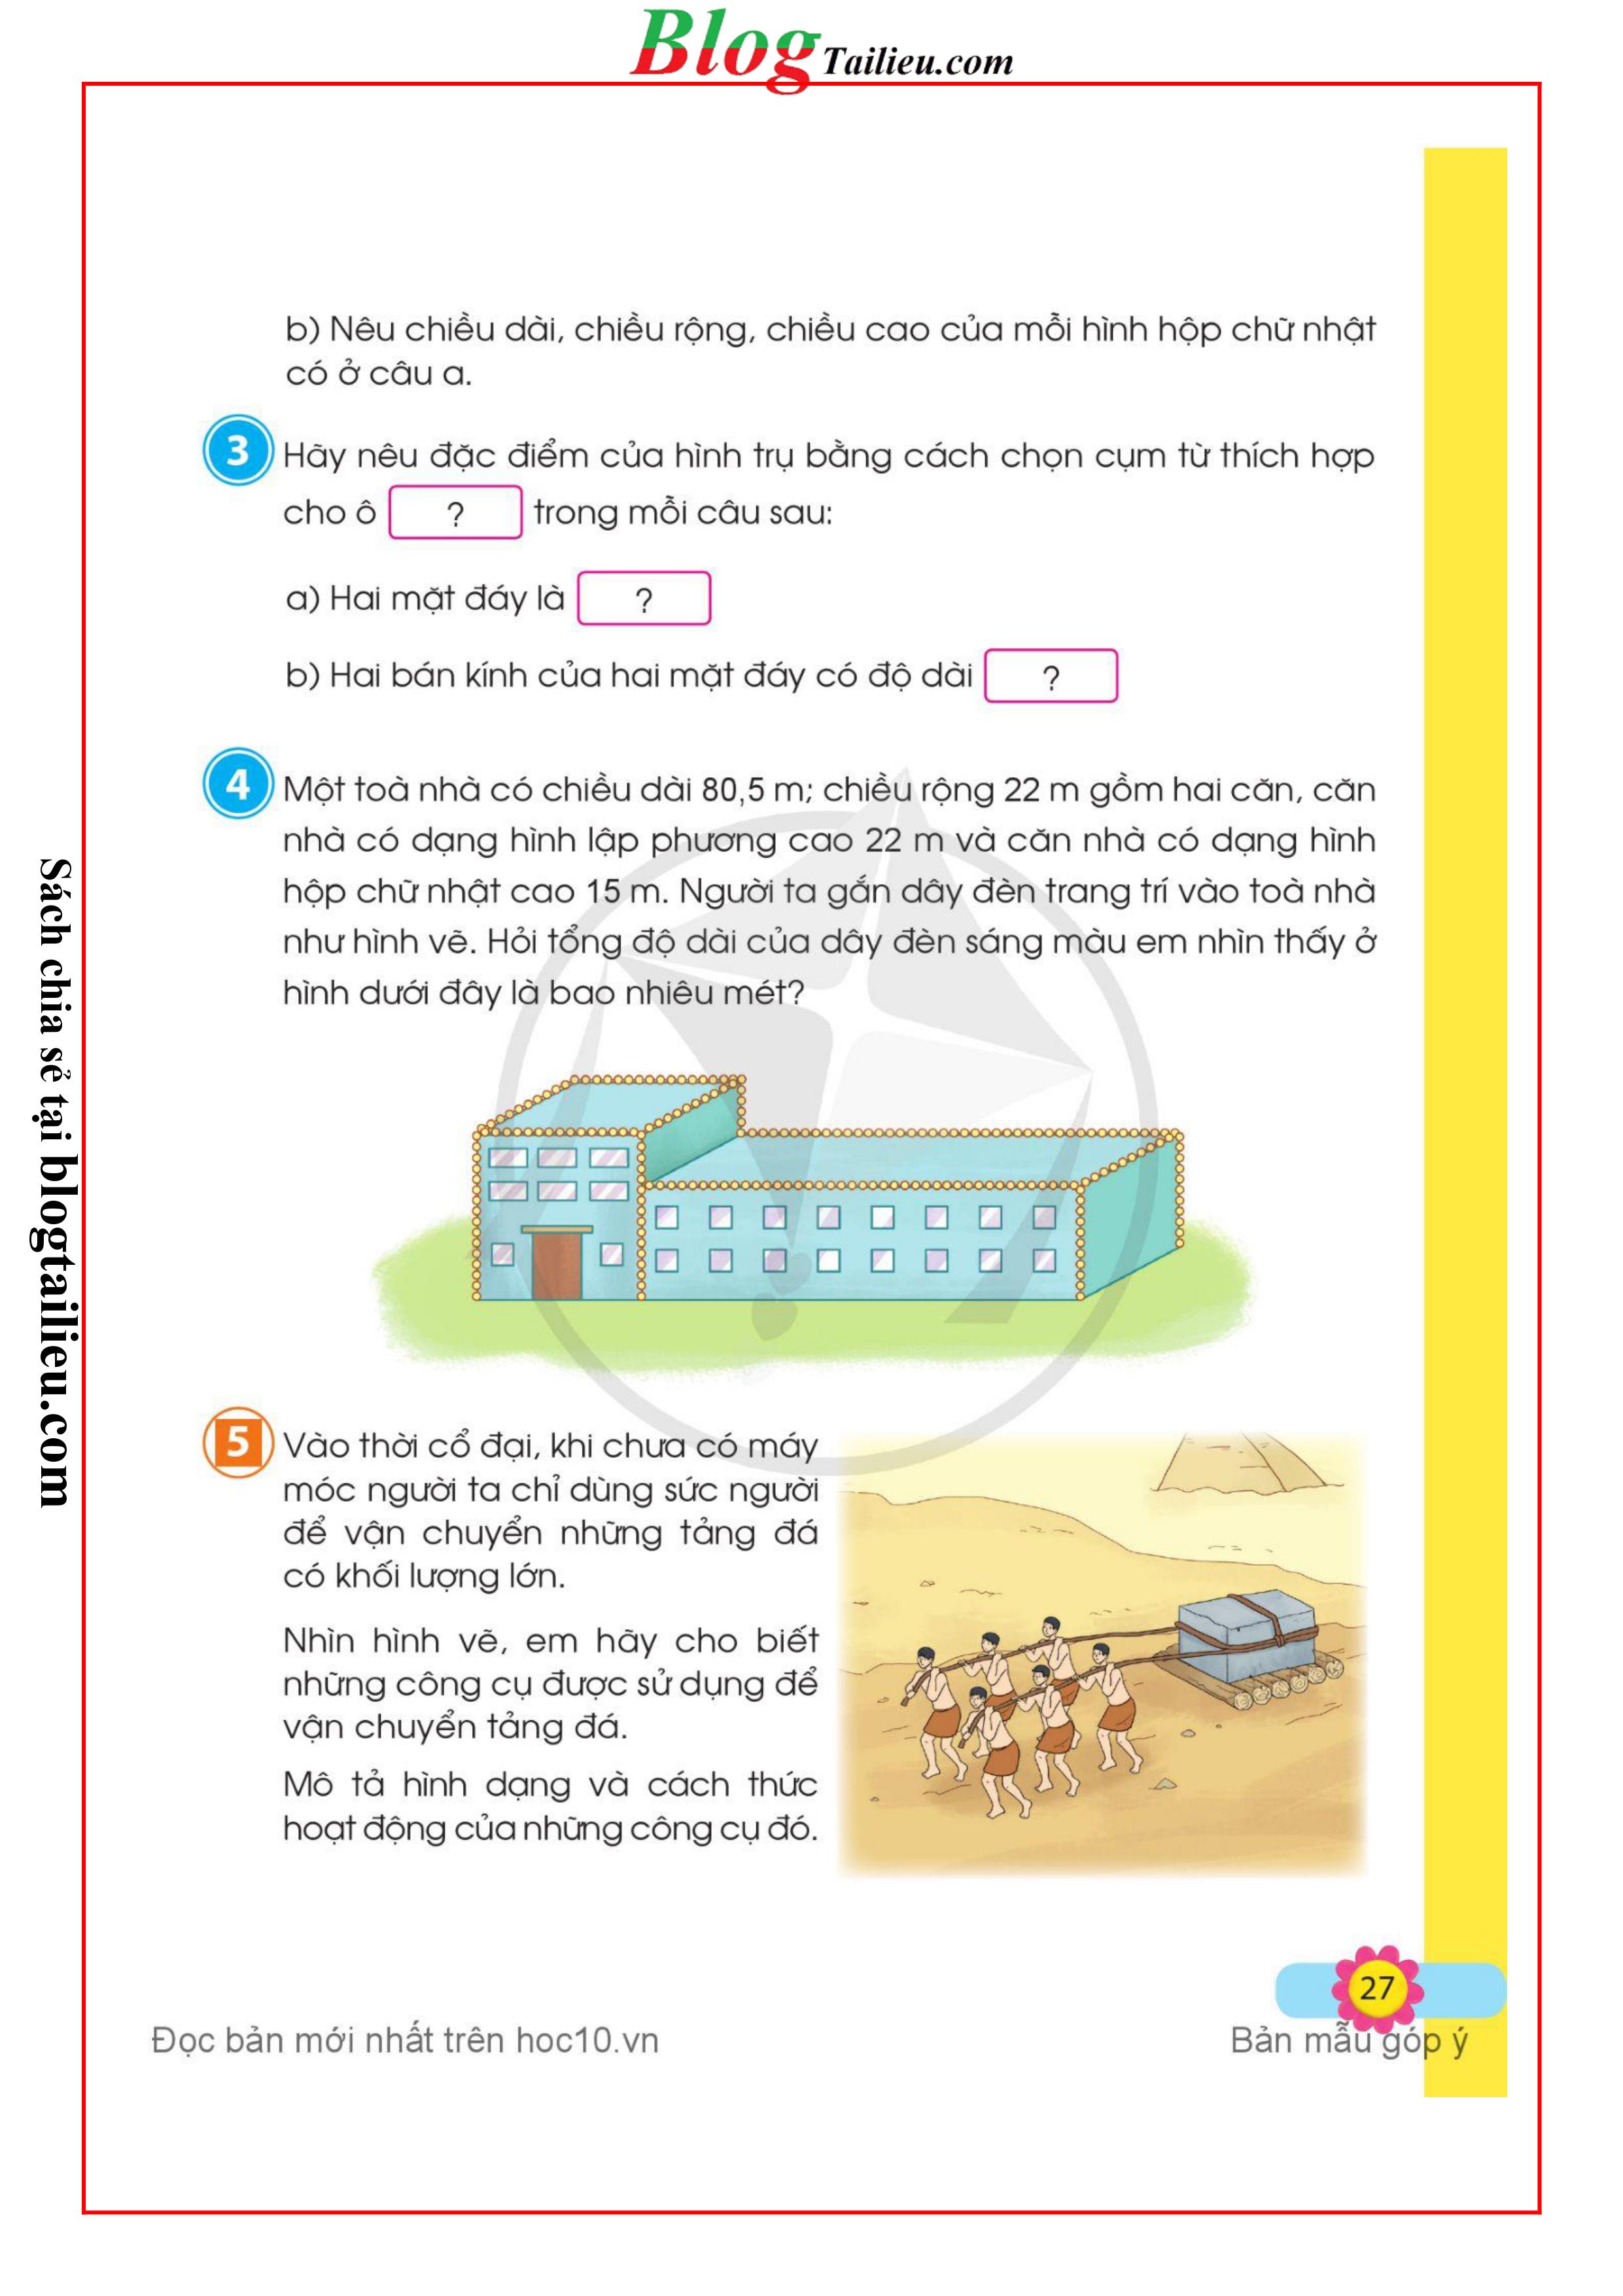 Blog Tailieu.com
b) Nêu chiều dài, chiều rộng, chiều cao của mỗi hình hộp chữ nhật
có ở câu a.
3 Hãy nêu đặc điểm của hình trụ bằng cách chọn cụm từ thích hợp
cho ô ? trong mỗi câu sau:
a) Hai mặt đáy là ?
b) Hai bán kính của hai mặt đáy có độ dài ?
4 Một toà nhà có chiều dài 80,5 m; chiều rộng 22 m gồm hai căn, căn
nhà có dạng hình lập phương cao 22 m và căn nhà có dạng hình
hộp chữ nhật cao 15 m. Người ta gắn dây đèn trang trí vào toà nhà
như hình vẽ. Hỏi tổng độ dài của dây đèn sáng màu em nhìn thấy ở
hình dưới đây là bao nhiêu mét?
5 Vào thời cổ đại, khi chưa có máy
móc người ta chỉ dùng sức người
để vận chuyển những tảng đá
có khối lượng lớn.
Nhìn hình vẽ, em hãy cho biết
những công cụ được sử dụng để
vận chuyển tảng đá.
Mô tả hình dạng và cách thức
hoạt động của những công cụ đó.
27
Đọc bản mới nhất trên hoc10.vn
Bản mẫu góp ý
Sách chia sẻ tại blogtailieu.com